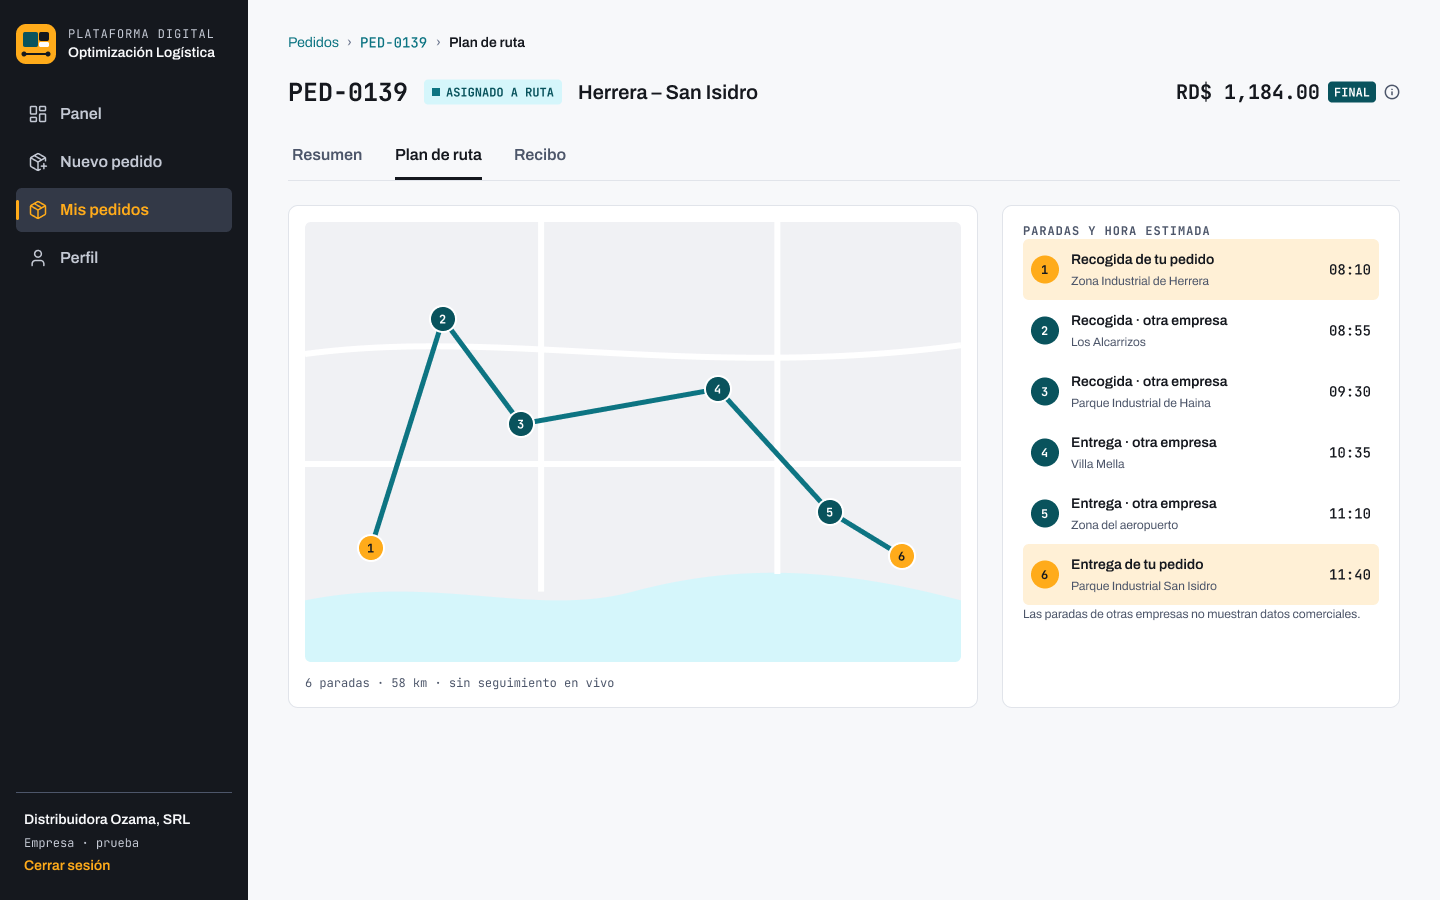 PLATAFORMA DIGITAL
Optimización Logística
Panel
Nuevo pedido
Mis pedidos
Perfil
Distribuidora Ozama, SRL
Empresa · prueba
Cerrar sesión
Pedidos › PED-0139 › Plan de ruta
PED-0139 ASIGNADO A RUTA Herrera – San Isidro RD$ 1,184.00 FINAL
Resumen Plan de ruta Recibo
2
4
3
5
1
6
6 paradas · 58 km · sin seguimiento en vivo
PARADAS Y HORA ESTIMADA
1 Recogida de tu pedido 08:10
Zona Industrial de Herrera
2 Recogida · otra empresa 08:55
Los Alcarrizos
3 Recogida · otra empresa 09:30
Parque Industrial de Haina
4 Entrega · otra empresa 10:35
Villa Mella
5 Entrega · otra empresa 11:10
Zona del aeropuerto
6 Entrega de tu pedido 11:40
Parque Industrial San Isidro
Las paradas de otras empresas no muestran datos comerciales.